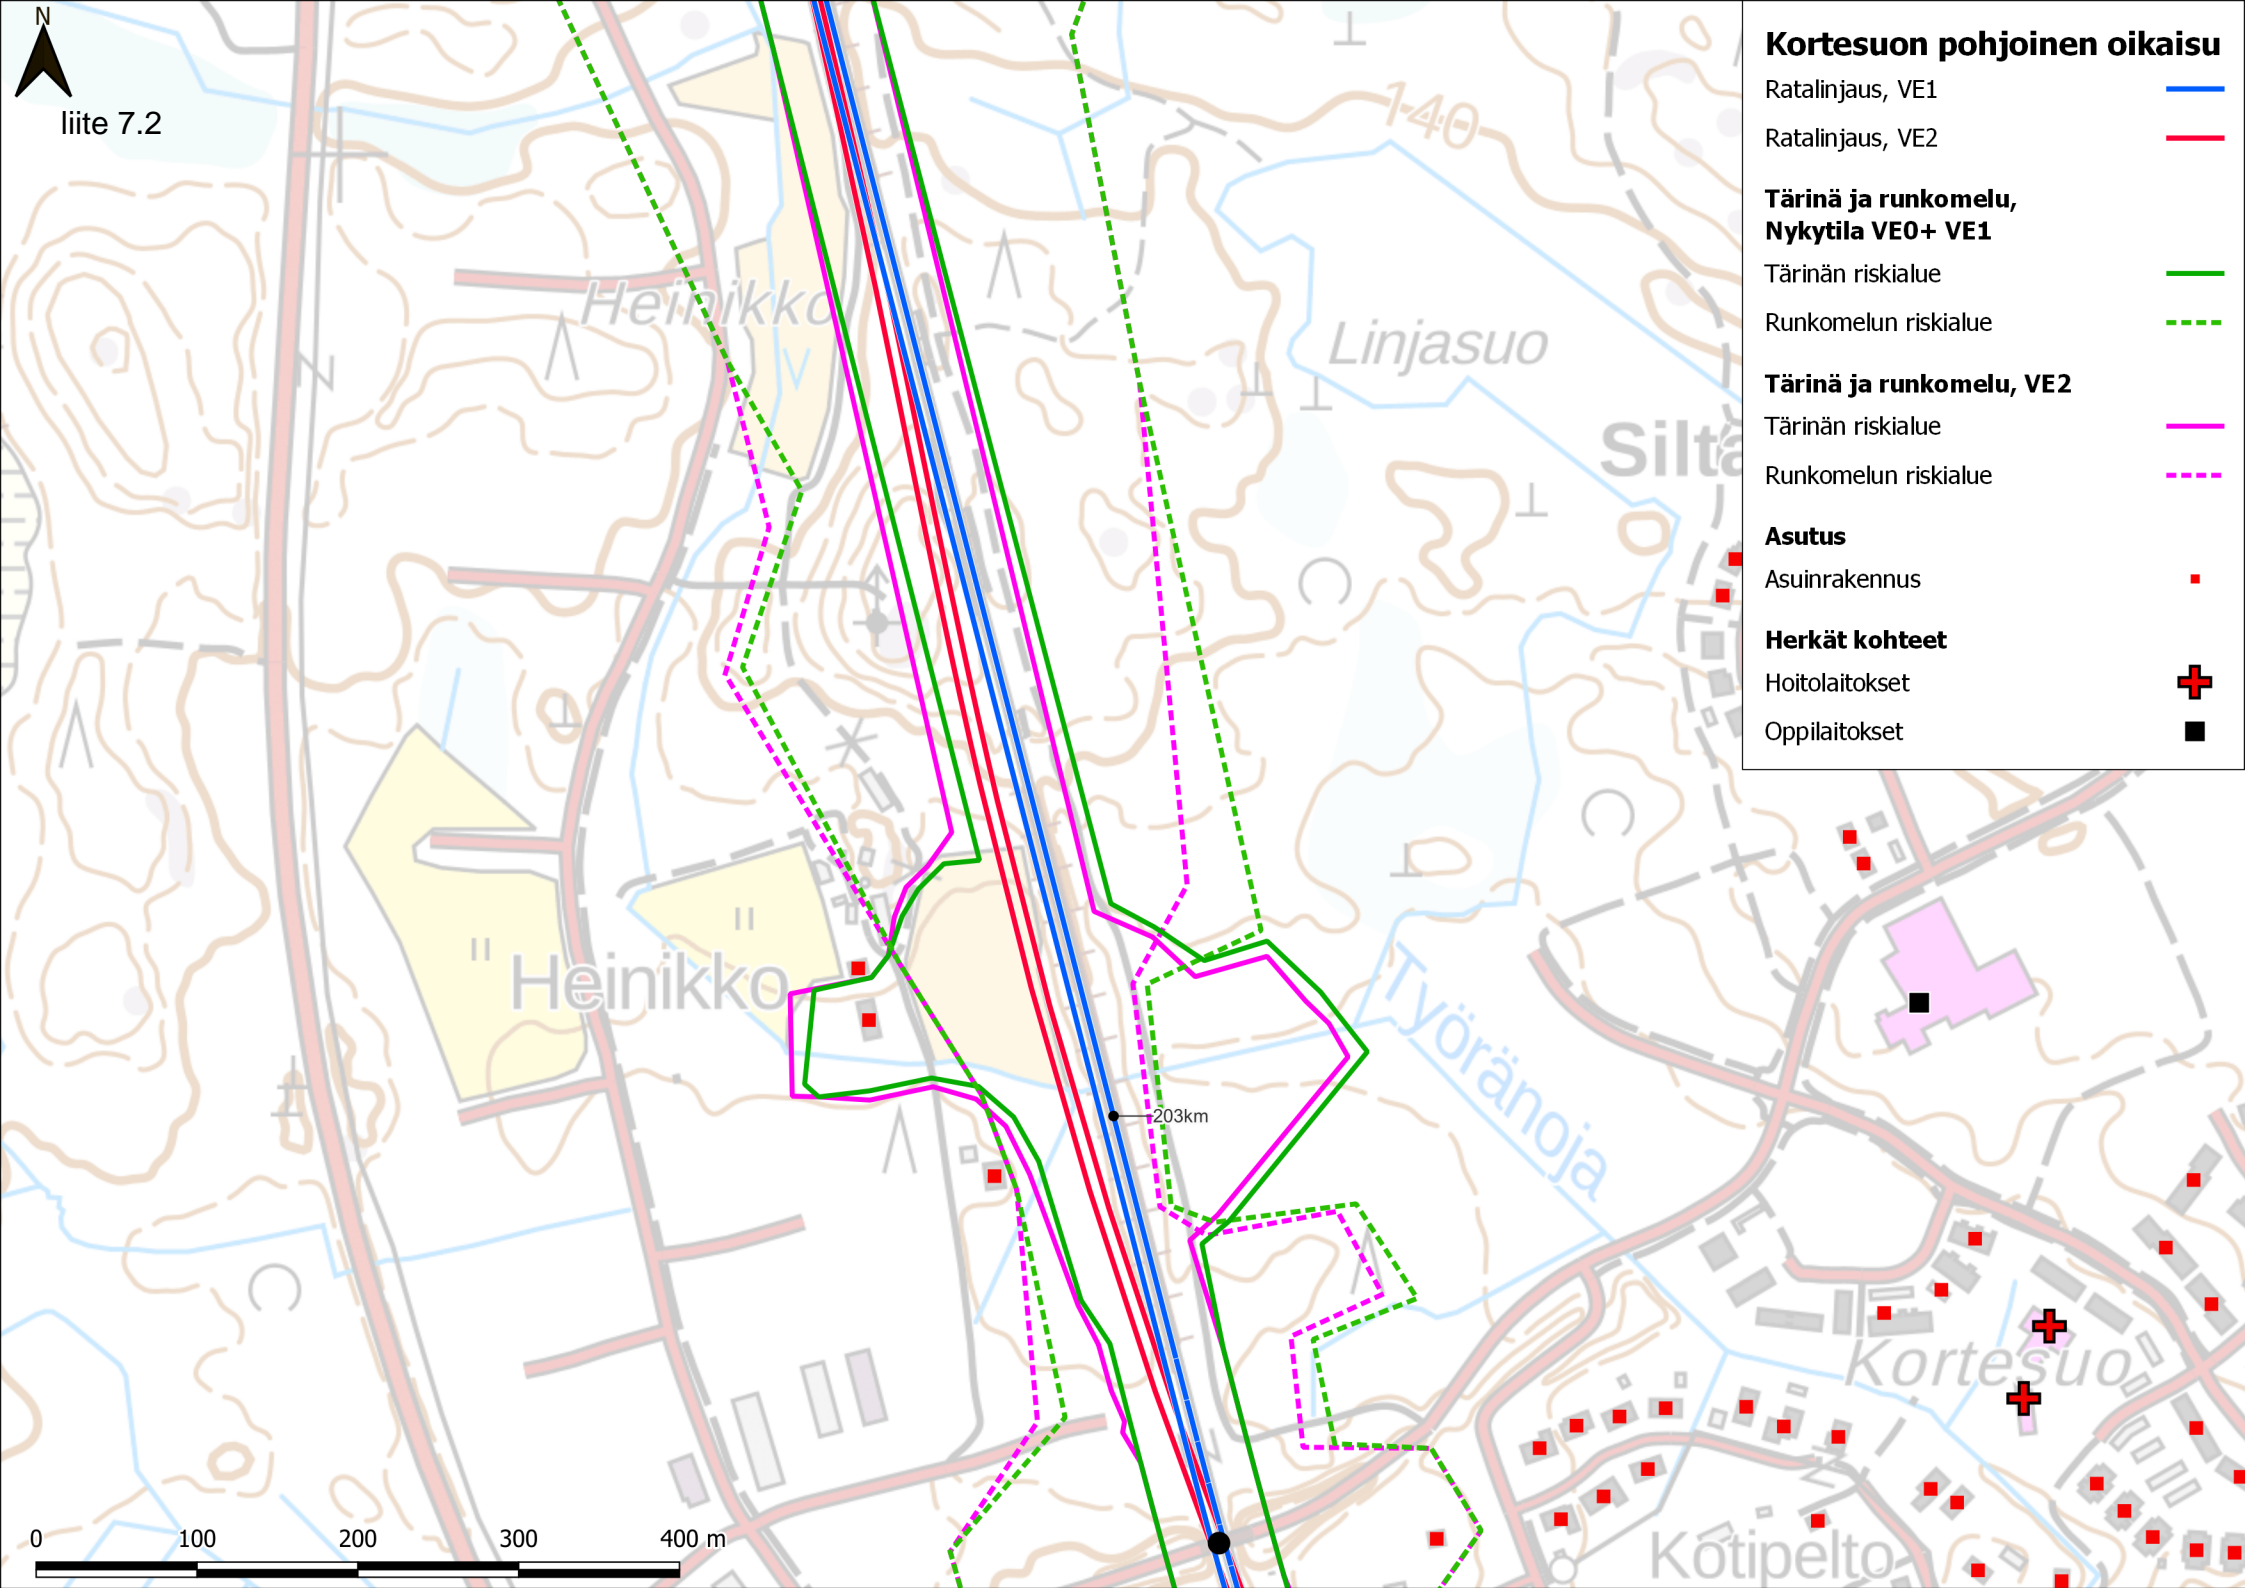 N
liite 7.2
140
Heinikko
Linjasuo
Silta
Heinikko
Työränoja
203km
Kortesuo
Kotipelto
0 100 200 300 400 m
Kortesuon pohjoinen oikaisu
Ratalinjaus, VE1
Ratalinjaus, VE2
Tärinä ja runkomelu,
Nykytila VE0+ VE1
Tärinän riskialue
Runkomelun riskialue
Tärinä ja runkomelu, VE2
Tärinän riskialue
Runkomelun riskialue
Asutus
Asuinrakennus
Herkät kohteet
Hoitolaitokset
Oppilaitokset